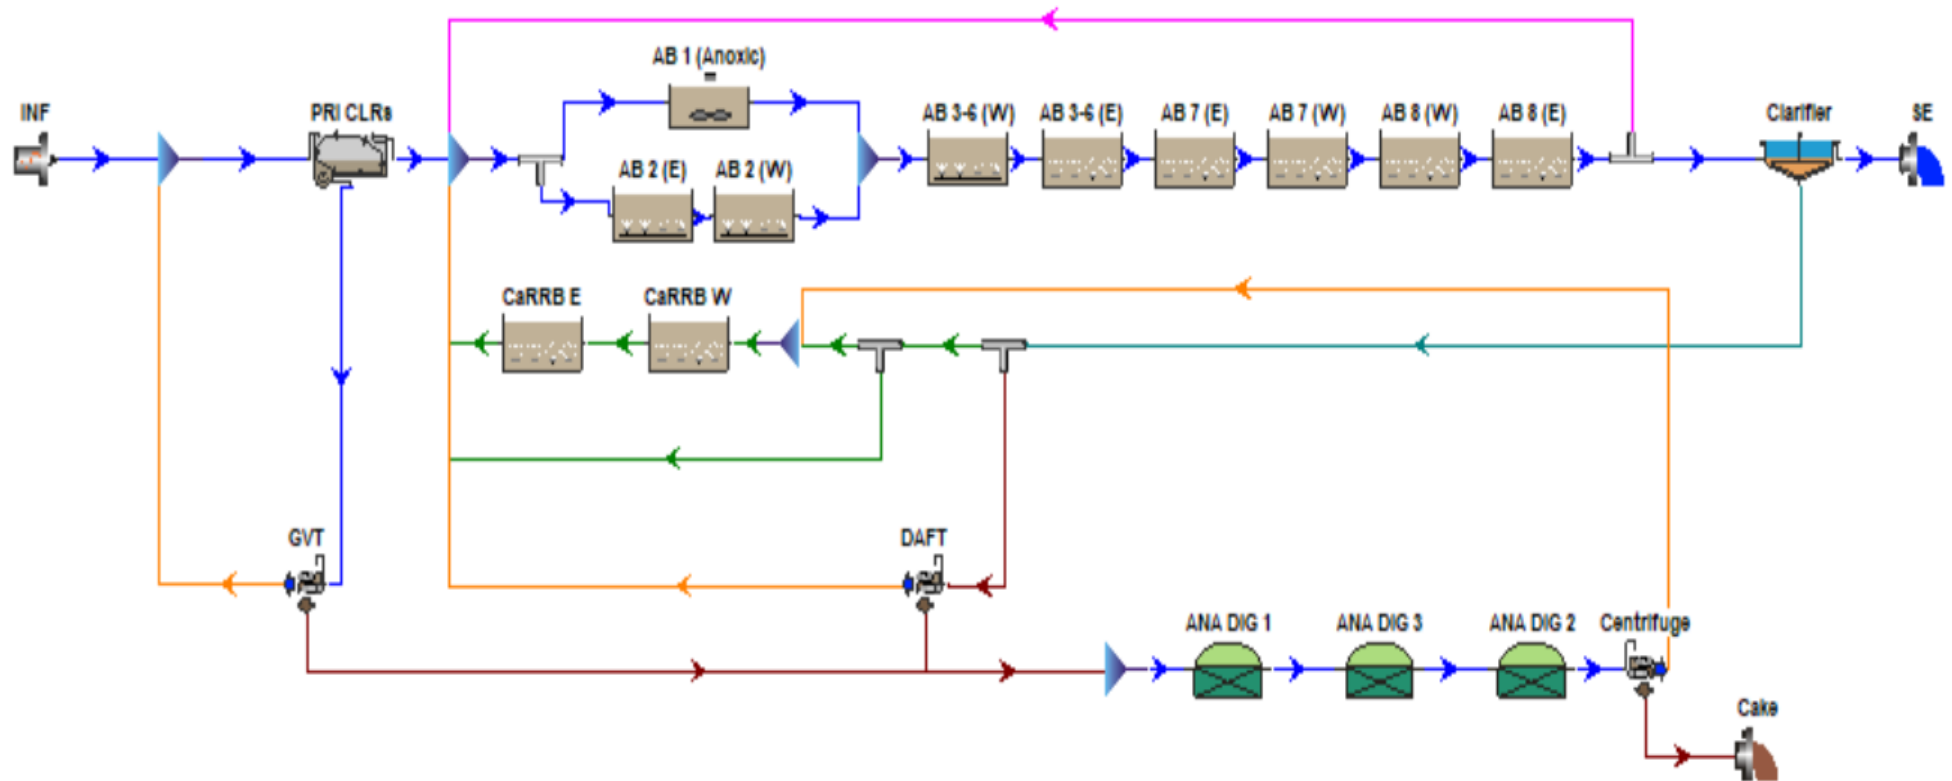 AB 1 (Anoxic)
INF
PRI CLRs
AB 3-6 (W)
AB 3-6 (E)
AB 7 (E)
AB 7 (W)
AB 8 (W)
AB 8 (E)
Clarifier
SE
AB 2 (E)
AB 2 (W)
CaRRB E
CaRRB W
GVT
DAFT
ANA DIG 1
ANA DIG 3
ANA DIG 2
Centrifuge
Cake